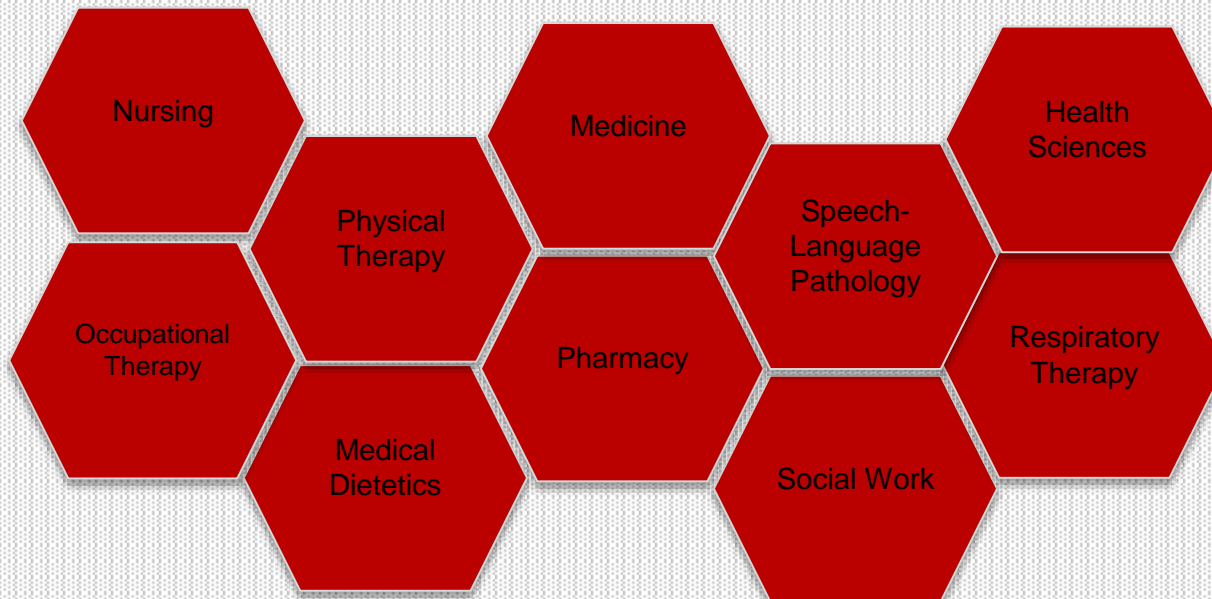 Nursing
Medicine
Health
Sciences
Physical
Therapy
Speech-
Language
Pathology
Occupational
Therapy
Pharmacy
Respiratory
Therapy
Medical
Dietetics
Social Work